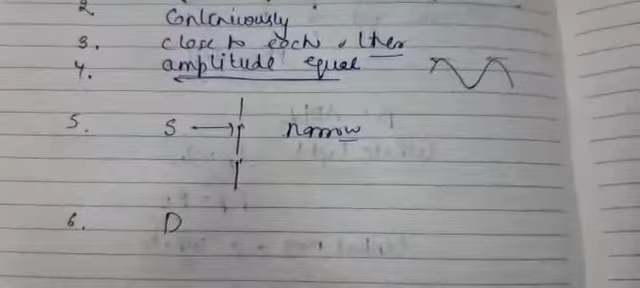 2 Continuously
3. close to each other
4. amplitude equal
5. S → narrow
6. D